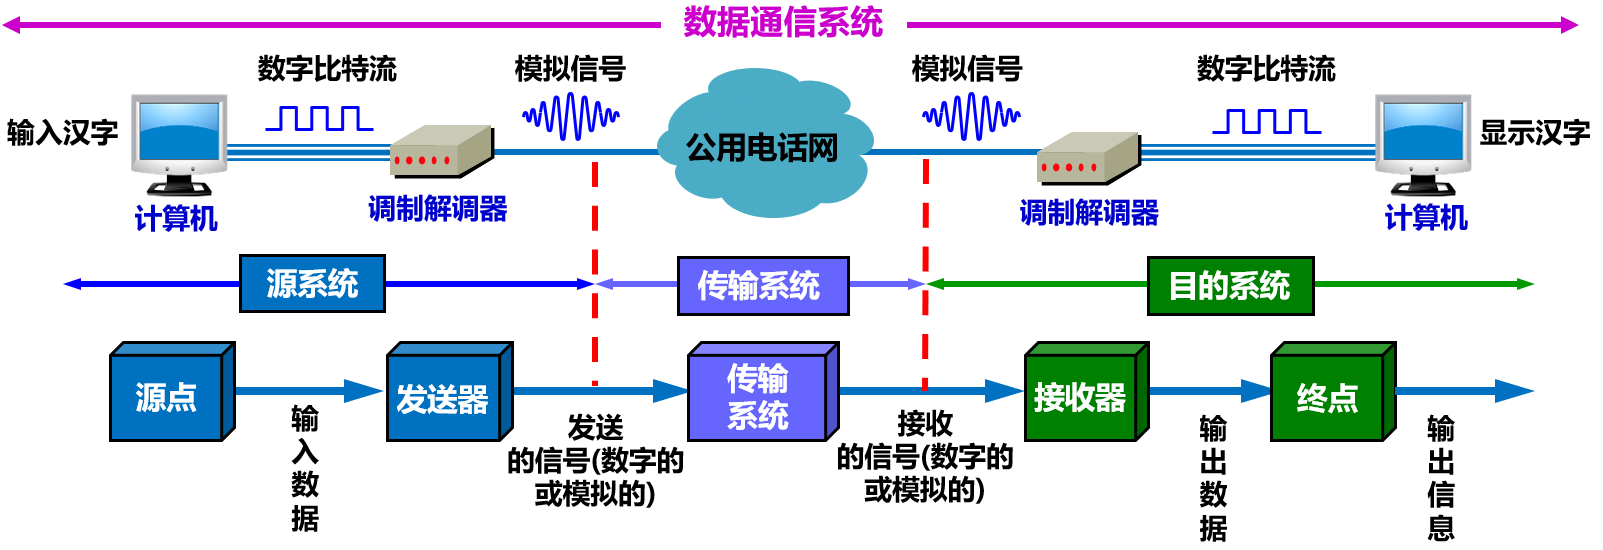 数据通信系统
数字比特流
模拟信号
模拟信号
数字比特流
输入汉字
公用电话网
显示汉字
计算机
调制解调器
调制解调器
计算机
源系统
传输系统
目的系统
源点
发送器
传输
系统
接收器
终点
输
入
数
据
发送
的信号(数字的
或模拟的)
接收
的信号(数字的
或模拟的)
输
出
数
据
输
出
信
息